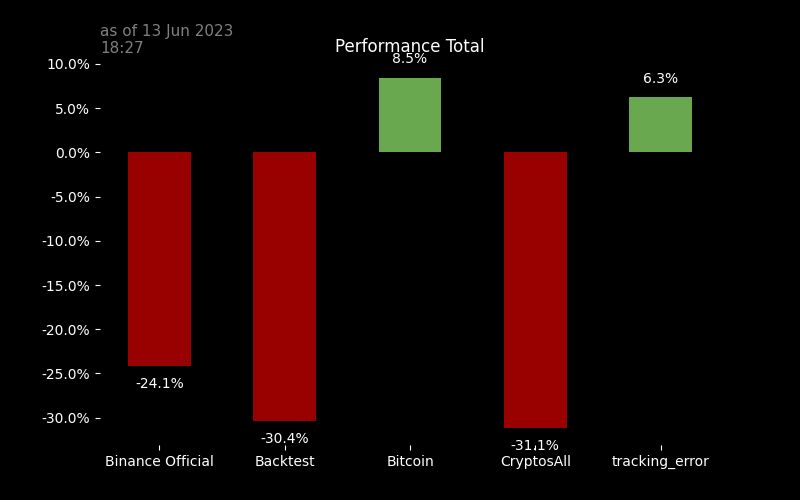 as of 13 Jun 2023
18:27
Performance Total
10.0%
5.0%
0.0%
-5.0%
-10.0%
-15.0%
-20.0%
-25.0%
-30.0%
-24.1%
-30.4%
8.5%
-31.1%
6.3%
Binance Official
Backtest
Bitcoin
CryptosAll
tracking_error